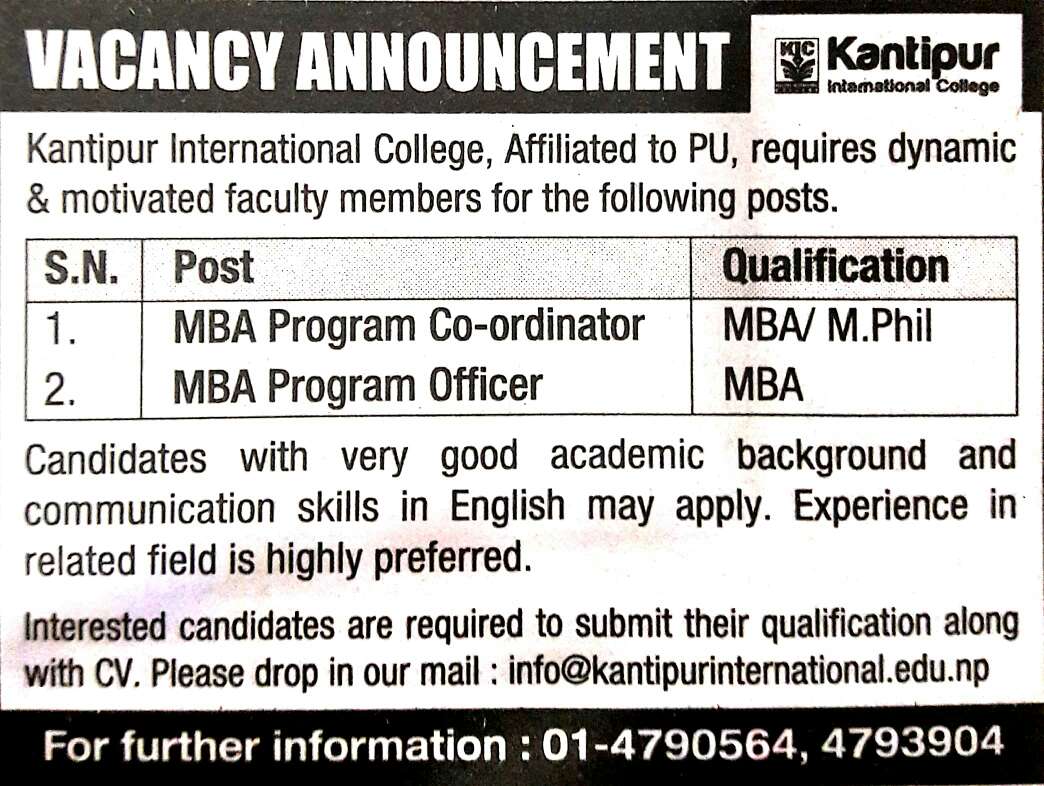 VACANCY ANNOUNCEMENT
KIC
Kantipur
International College
Kantipur International College, Affiliated to PU, requires dynamic
& motivated faculty members for the following posts.
S.N. Post Qualification
1. MBA Program Co-ordinator MBA/ M.Phil
2. MBA Program Officer MBA
Candidates with very good academic background and
communication skills in English may apply. Experience in
related field is highly preferred.
Interested candidates are required to submit their qualification along
with CV. Please drop in our mail : info@kantipurinternational.edu.np
For further information : 01-4790564, 4793904